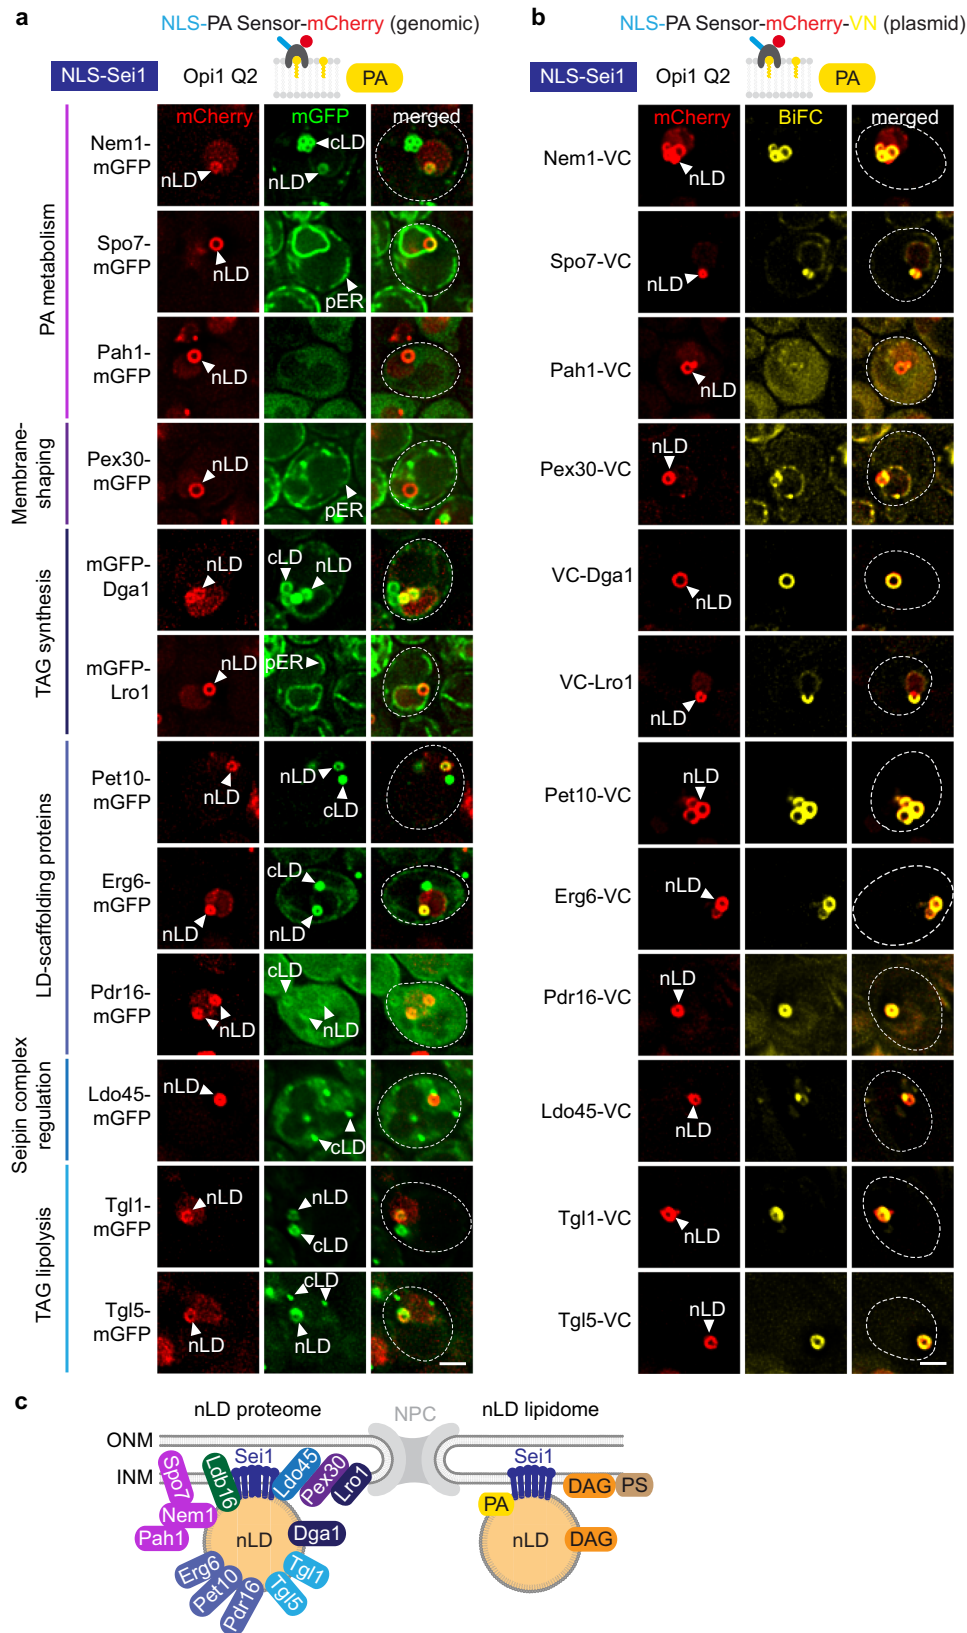 a
NLS-PA Sensor-mCherry (genomic)
NLS-Sei1
Opi1 Q2
PA
mCherry
mGFP
merged
PA metabolism
Nem1-
mGFP
nLD
cLD
nLD
Spo7-
mGFP
nLD
pER
Pah1-
mGFP
nLD
Membrane-
shaping
Pex30-
mGFP
nLD
pER
TAG synthesis
mGFP-
Dga1
nLD
cLD
nLD
mGFP-
Lro1
nLD
pER
LD-scaffolding proteins
Pet10-
mGFP
nLD
nLD
cLD
Erg6-
mGFP
nLD
cLD
nLD
Pdr16-
mGFP
nLD
cLD
nLD
Seipin complex
regulation
Ldo45-
mGFP
nLD
cLD
TAG lipolysis
Tgl1-
mGFP
nLD
nLD
cLD
Tgl5-
mGFP
nLD
cLD
nLD
b
NLS-PA Sensor-mCherry-VN (plasmid)
NLS-Sei1
Opi1 Q2
PA
mCherry
BiFC
merged
Nem1-VC
nLD
Spo7-VC
nLD
Pah1-VC
nLD
Pex30-VC
nLD
VC-Dga1
nLD
VC-Lro1
nLD
Pet10-VC
nLD
Erg6-VC
nLD
Pdr16-VC
nLD
Ldo45-VC
nLD
Tgl1-VC
nLD
Tgl5-VC
nLD
c
nLD proteome
NPC
nLD lipidome
ONM
INM
Spo7
Ldb16
Sei1
Ldo45
Pex30
Lro1
Nem1
Pah1
nLD
Dga1
Erg6
Pet10
Pdr16
Tgl5
Tgl1
Sei1
PA
DAG
PS
nLD
DAG